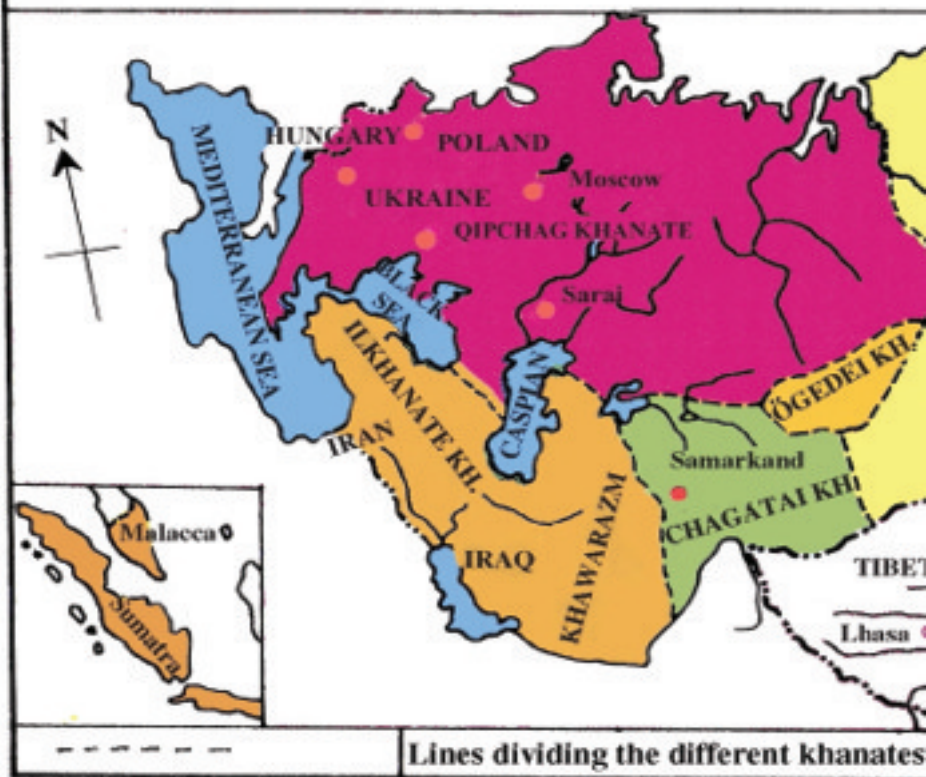 N
MEDITERRANEAN SEA
HUNGARY
POLAND
UKRAINE
Moscow
QIPCHAG KHANATE
BLACK
SEA
Sarai
CASPIAN
ÖGEDEI KH.
ILKHANATE KH.
IRAN
Samarkand
CHAGATAI KH
KHAWARAZM
IRAQ
Malacca
Sumatra
TIBET
Lhasa
Lines dividing the different khanates